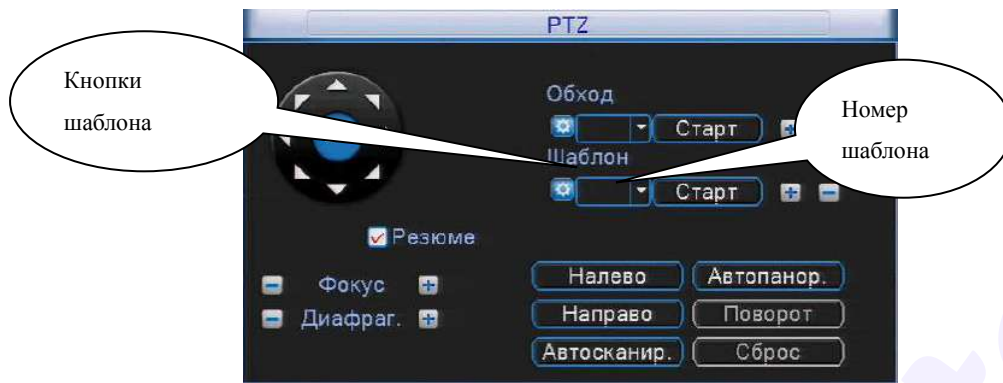 PTZ
Кнопки
шаблона
Обход
Старт
Номер
шаблона
Шаблон
Старт
Резюме
Фокус
Диафраг.
Налево
Автопанор.
Направо
Поворот
Автосканир.
Сброс